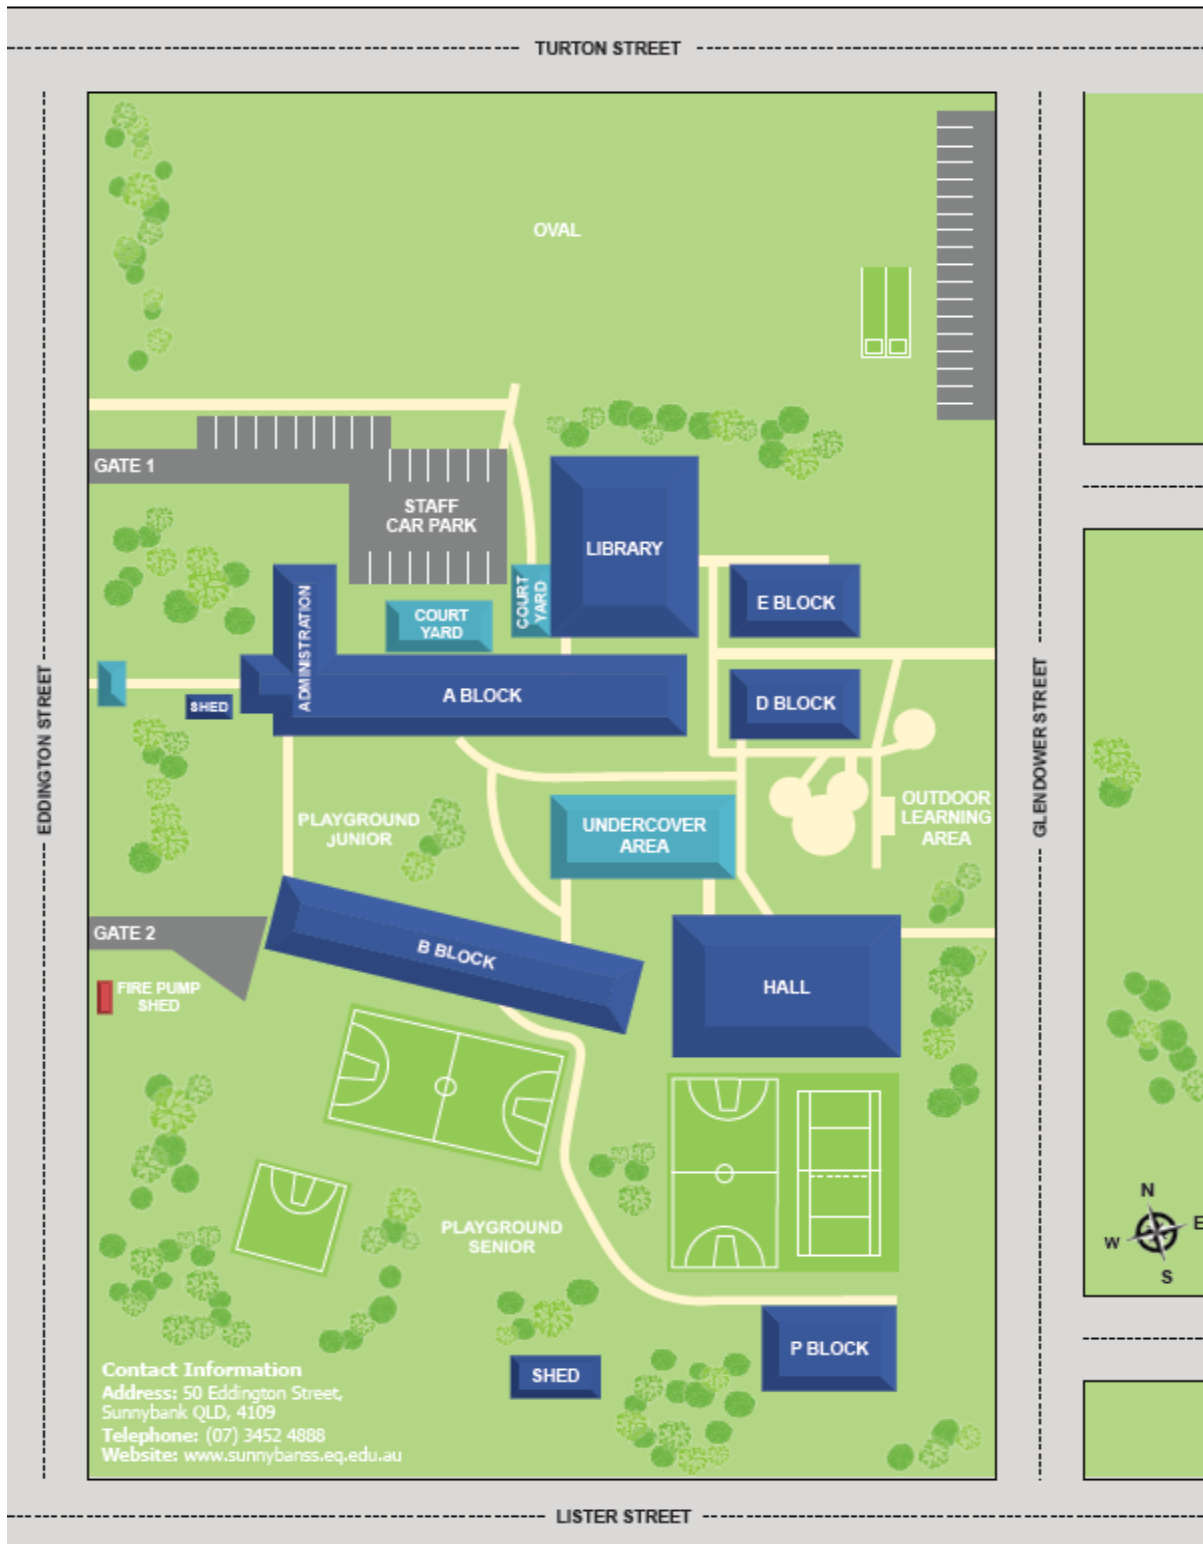 TURTON STREET
OVAL
GATE 1
STAFF
CAR PARK
LIBRARY
COURT
YARD
COURT
YARD
E BLOCK
ADMINISTRATION
A BLOCK
D BLOCK
SHED
EDDINGTON STREET
GLENDOWER STREET
PLAYGROUND
JUNIOR
UNDERCOVER
AREA
OUTDOOR
LEARNING
AREA
GATE 2
B BLOCK
HALL
FIRE PUMP
SHED
PLAYGROUND
SENIOR
N
E
W
S
P BLOCK
SHED
Contact Information
Address: 50 Eddington Street,
Sunnybank QLD, 4109
Telephone: (07) 3452 4888
Website: www.sunnybanss.eq.edu.au
LISTER STREET